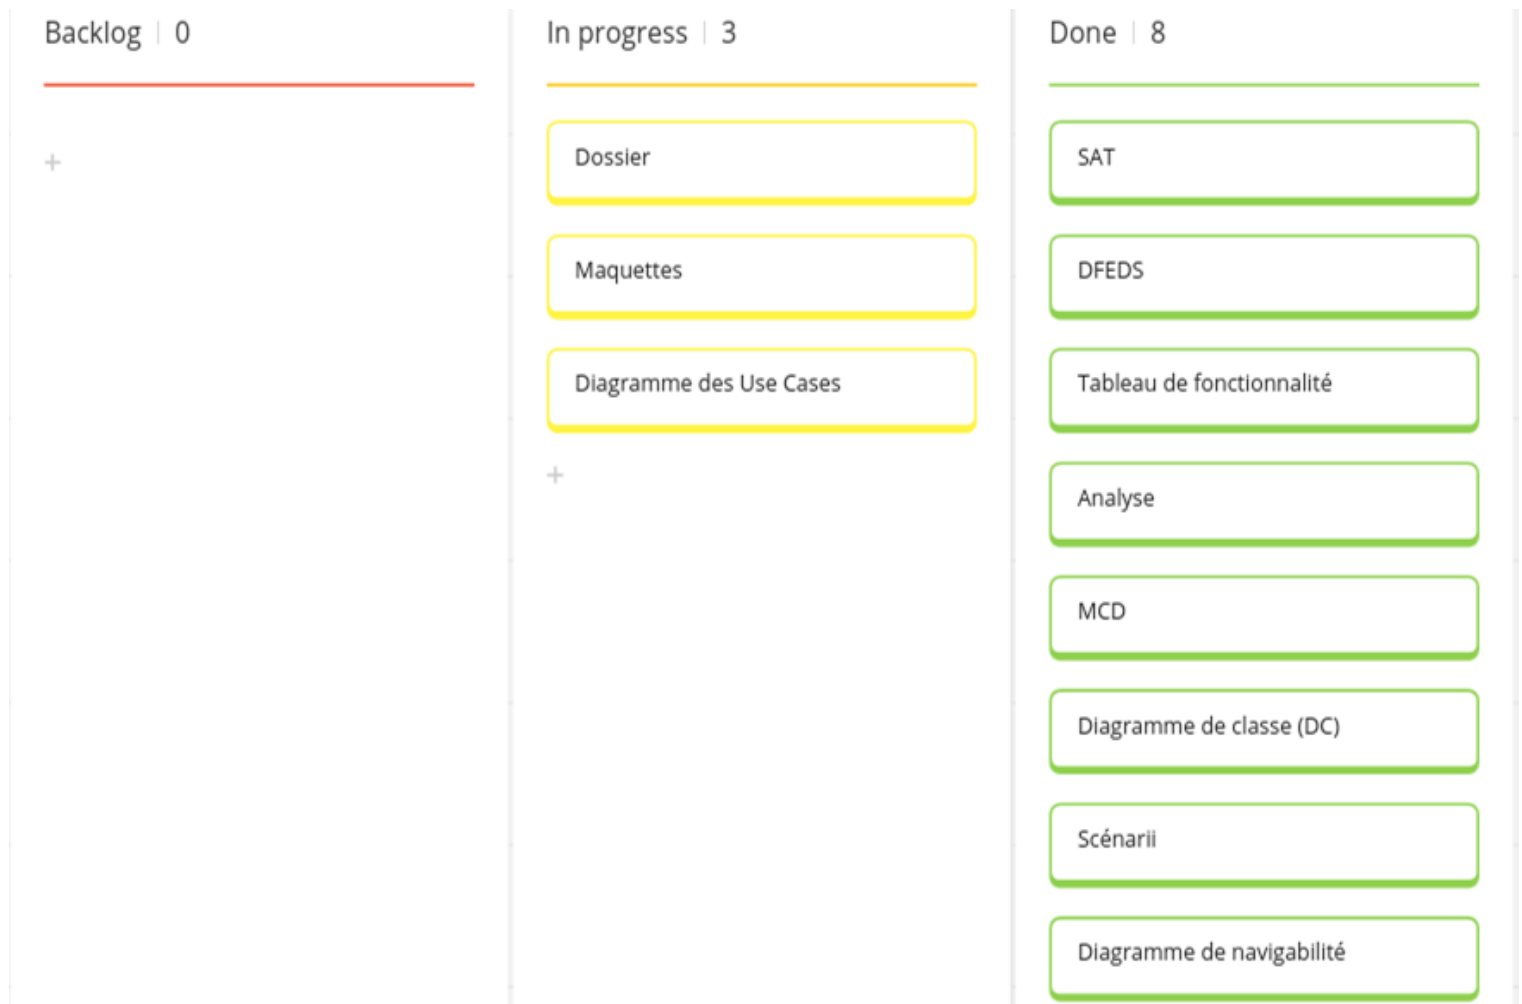 Backlog | 0
+
In progress | 3
Dossier
Maquettes
Diagramme des Use Cases
+
Done | 8
SAT
DFEDS
Tableau de fonctionnalité
Analyse
MCD
Diagramme de classe (DC)
Scénarii
Diagramme de navigabilité